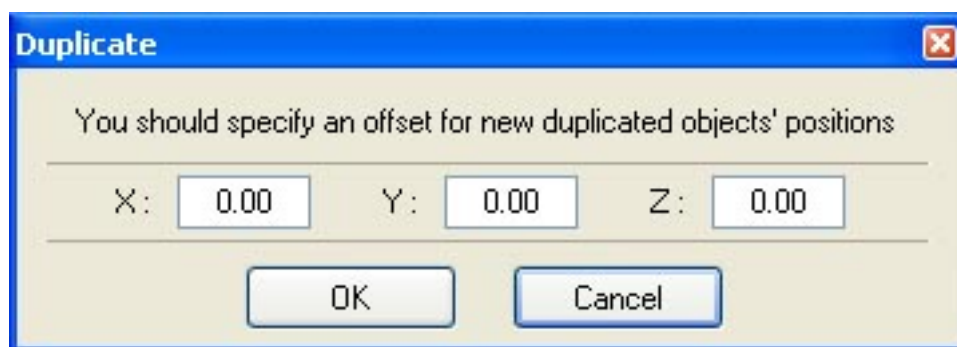 Duplicate
You should specify an offset for new duplicated objects' positions
X: 0.00 Y: 0.00 Z: 0.00
OK Cancel